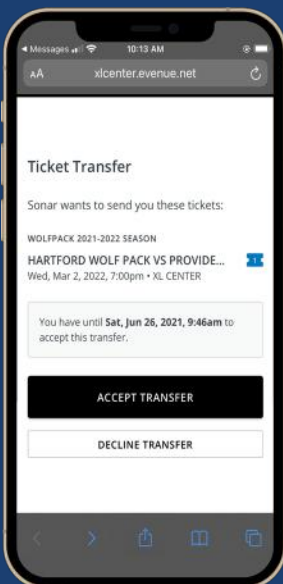 Messages
10:13 AM
AA xlcenter.evenue.net
Ticket Transfer
Sonar wants to send you these tickets:
WOLFPACK 2021-2022 SEASON
HARTFORD WOLF PACK VS PROVIDE... 1
Wed, Mar 2, 2022, 7:00pm • XL CENTER
You have until Sat, Jun 26, 2021, 9:46am to
accept this transfer.
ACCEPT TRANSFER
DECLINE TRANSFER